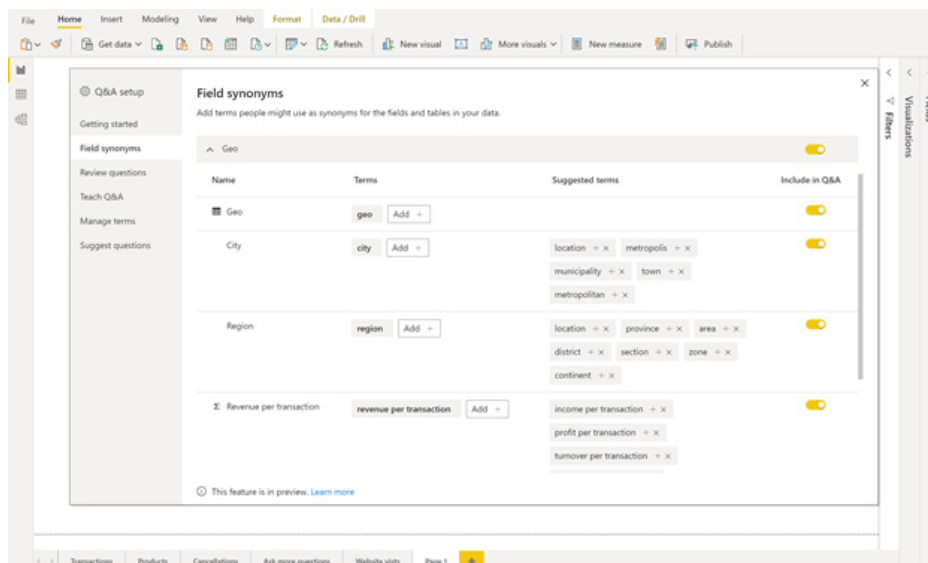 File Home Insert Modeling View Help Format Data / Drill
Get data Refresh New visual More visuals New measure Publish
Q&A setup
Getting started
Field synonyms
Review questions
Teach Q&A
Manage terms
Suggest questions
Field synonyms
Add terms people might use as synonyms for the fields and tables in your data.
Geo
Name Terms Suggested terms Include in Q&A
Geo geo Add +
City city Add + location + × metropolis + ×
municipality + × town + ×
metropolitan + ×
Region region Add + location + × province + × area + ×
district + × section + × zone + ×
continent + ×
Σ Revenue per transaction revenue per transaction Add + income per transaction + ×
profit per transaction + ×
turnover per transaction + ×
This feature is in preview. Learn more
Filters
Visualizations
Transactions Products Cancellations Ask more questions Website vists Page 1 +